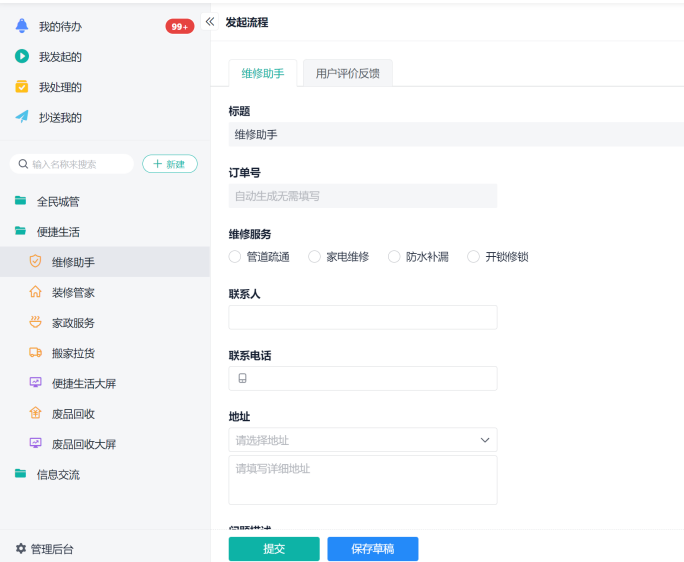 我的待办 99+
我发起的
我处理的
抄送我的
输入名称来搜索 + 新建
全民城管
便捷生活
维修助手
装修管家
家政服务
搬家拉货
便捷生活大屏
废品回收
废品回收大屏
信息交流
管理后台
发起流程
维修助手 用户评价反馈
标题
维修助手
订单号
自动生成无需填写
维修服务
管道疏通 家电维修 防水补漏 开锁修锁
联系人
联系电话
地址
请选择地址
请填写详细地址
问题描述
提交 保存草稿